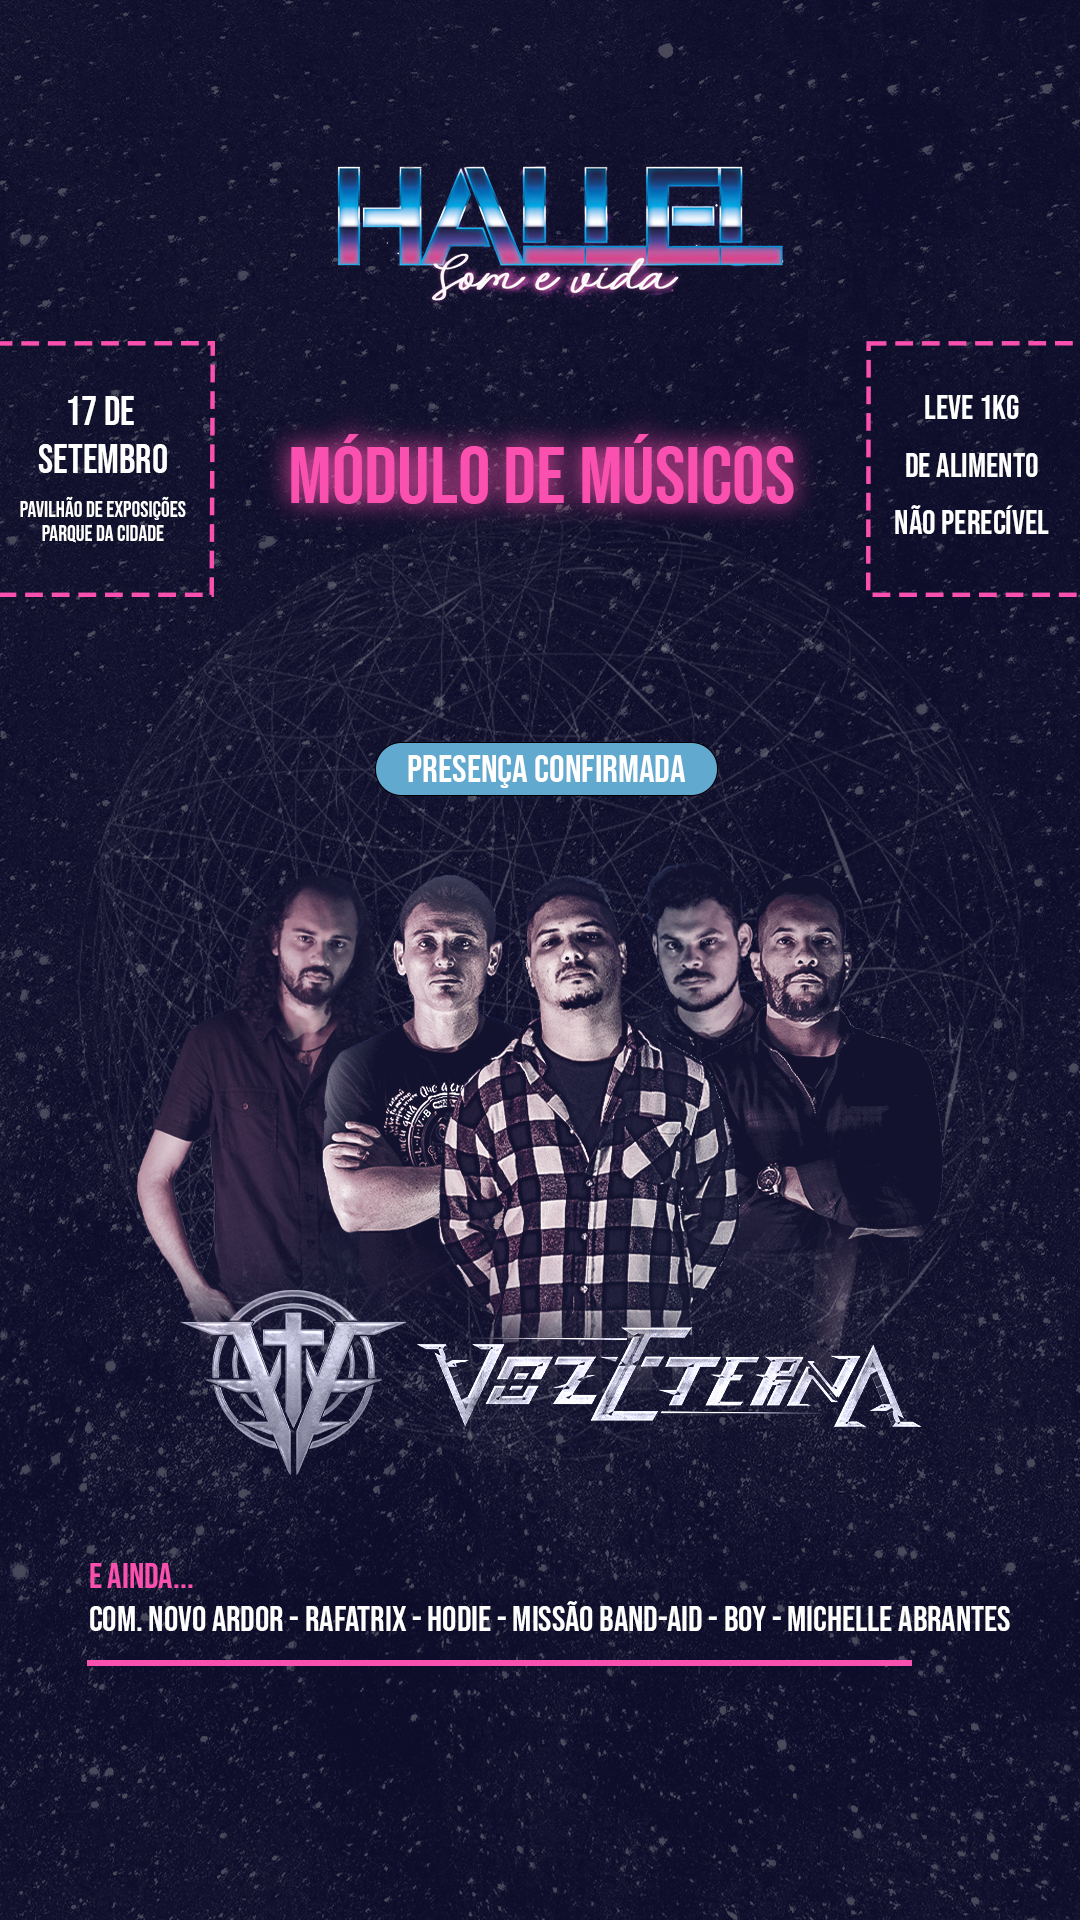 HALLEL
Som e vida
17 DE
SETEMBRO
PAVILHÃO DE EXPOSIÇÕES
PARQUE DA CIDADE
MÓDULO DE MÚSICOS
LEVE 1KG
DE ALIMENTO
NÃO PERECÍVEL
PRESENÇA CONFIRMADA
VOZ ETERNA
E AINDA...
COM. NOVO ARDOR - RAFATRIX - HODIE - MISSÃO BAND-AID - BOY - MICHELLE ABRANTES